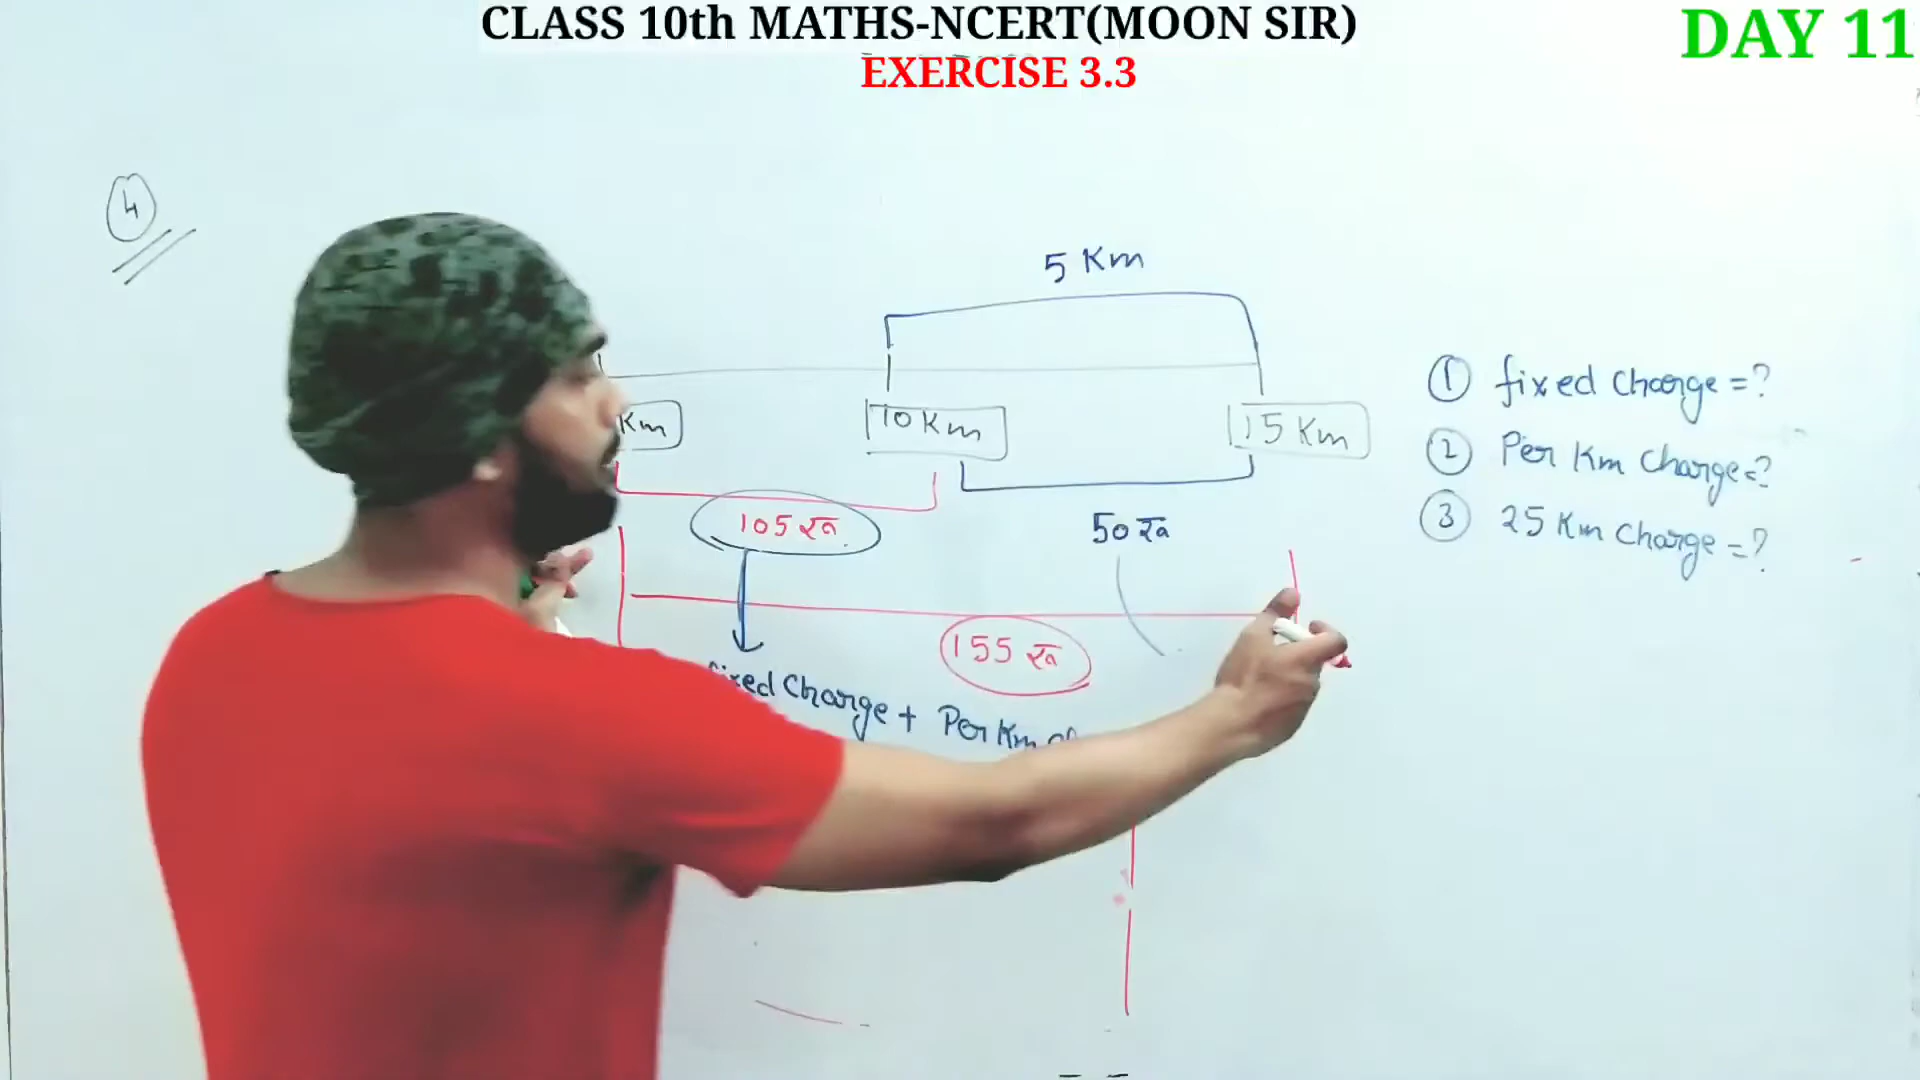 CLASS 10th MATHS-NCERT(MOON SIR)
EXERCISE 3.3
DAY 11
4
5 Km
Km
10 Km
15 Km
105 रू.
50 रू
155 रू
fixed Charge + Per Km
① fixed Charge = ?
② Per Km Charge = ?
③ 25 Km Charge = ?